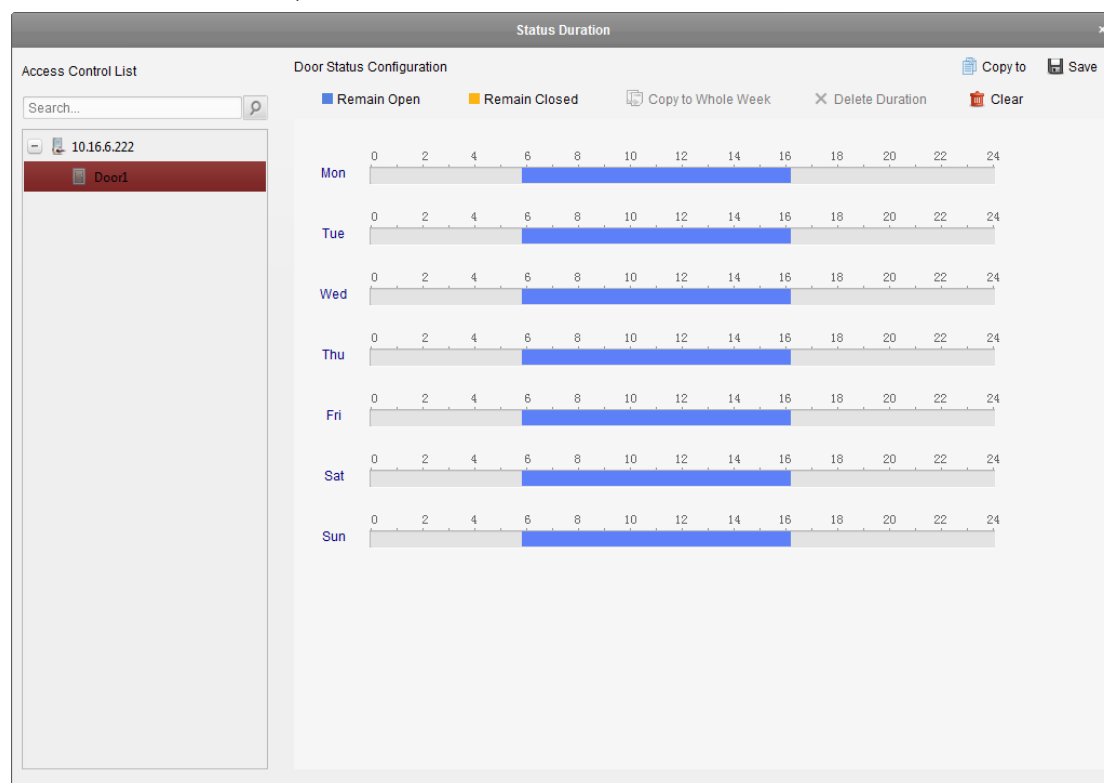 Status Duration ×
Access Control List
Search...
10.16.6.222
Door1
Door Status Configuration Copy to Save
Remain Open Remain Closed Copy to Whole Week Delete Duration Clear
0 2 4 6 8 10 12 14 16 18 20 22 24
Mon
0 2 4 6 8 10 12 14 16 18 20 22 24
Tue
0 2 4 6 8 10 12 14 16 18 20 22 24
Wed
0 2 4 6 8 10 12 14 16 18 20 22 24
Thu
0 2 4 6 8 10 12 14 16 18 20 22 24
Fri
0 2 4 6 8 10 12 14 16 18 20 22 24
Sat
0 2 4 6 8 10 12 14 16 18 20 22 24
Sun